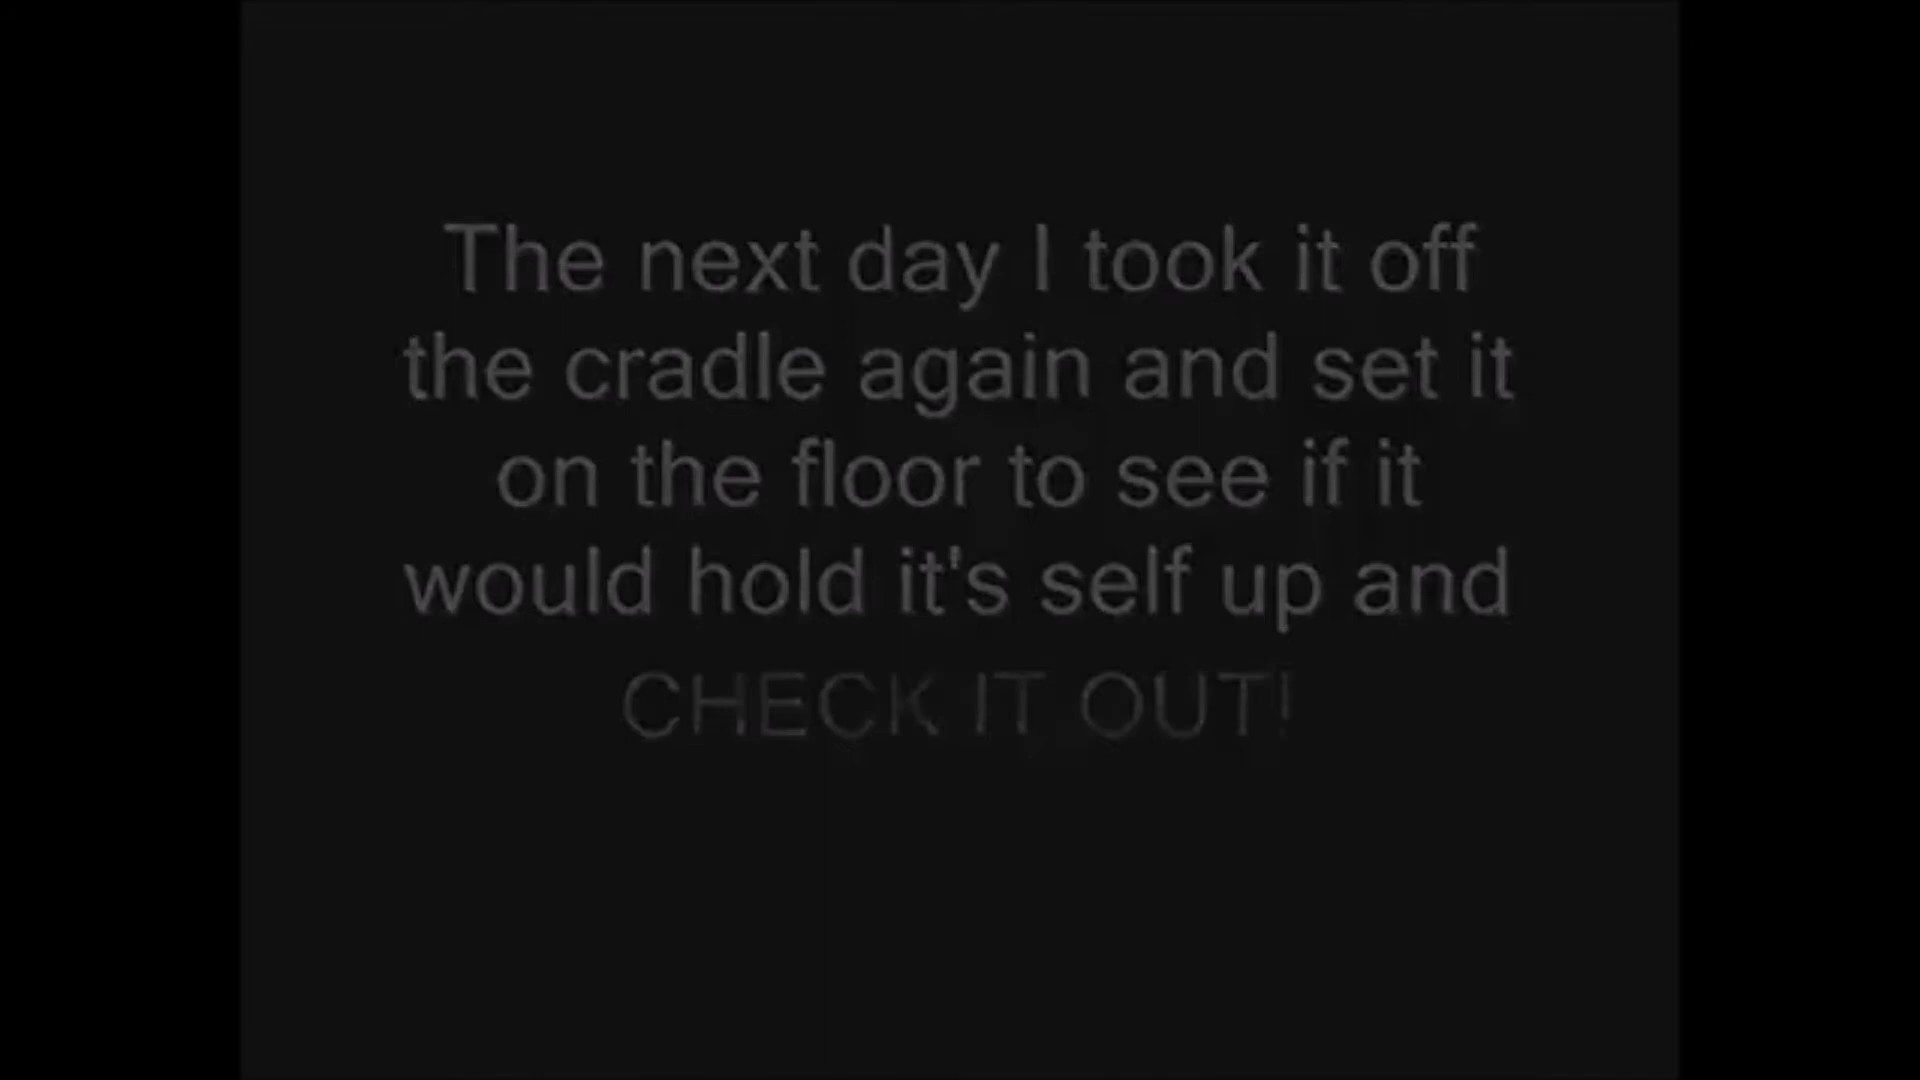 The next day I took it off
the cradle again and set it
on the floor to see if it
would hold it's self up and
CHECK IT OUT!